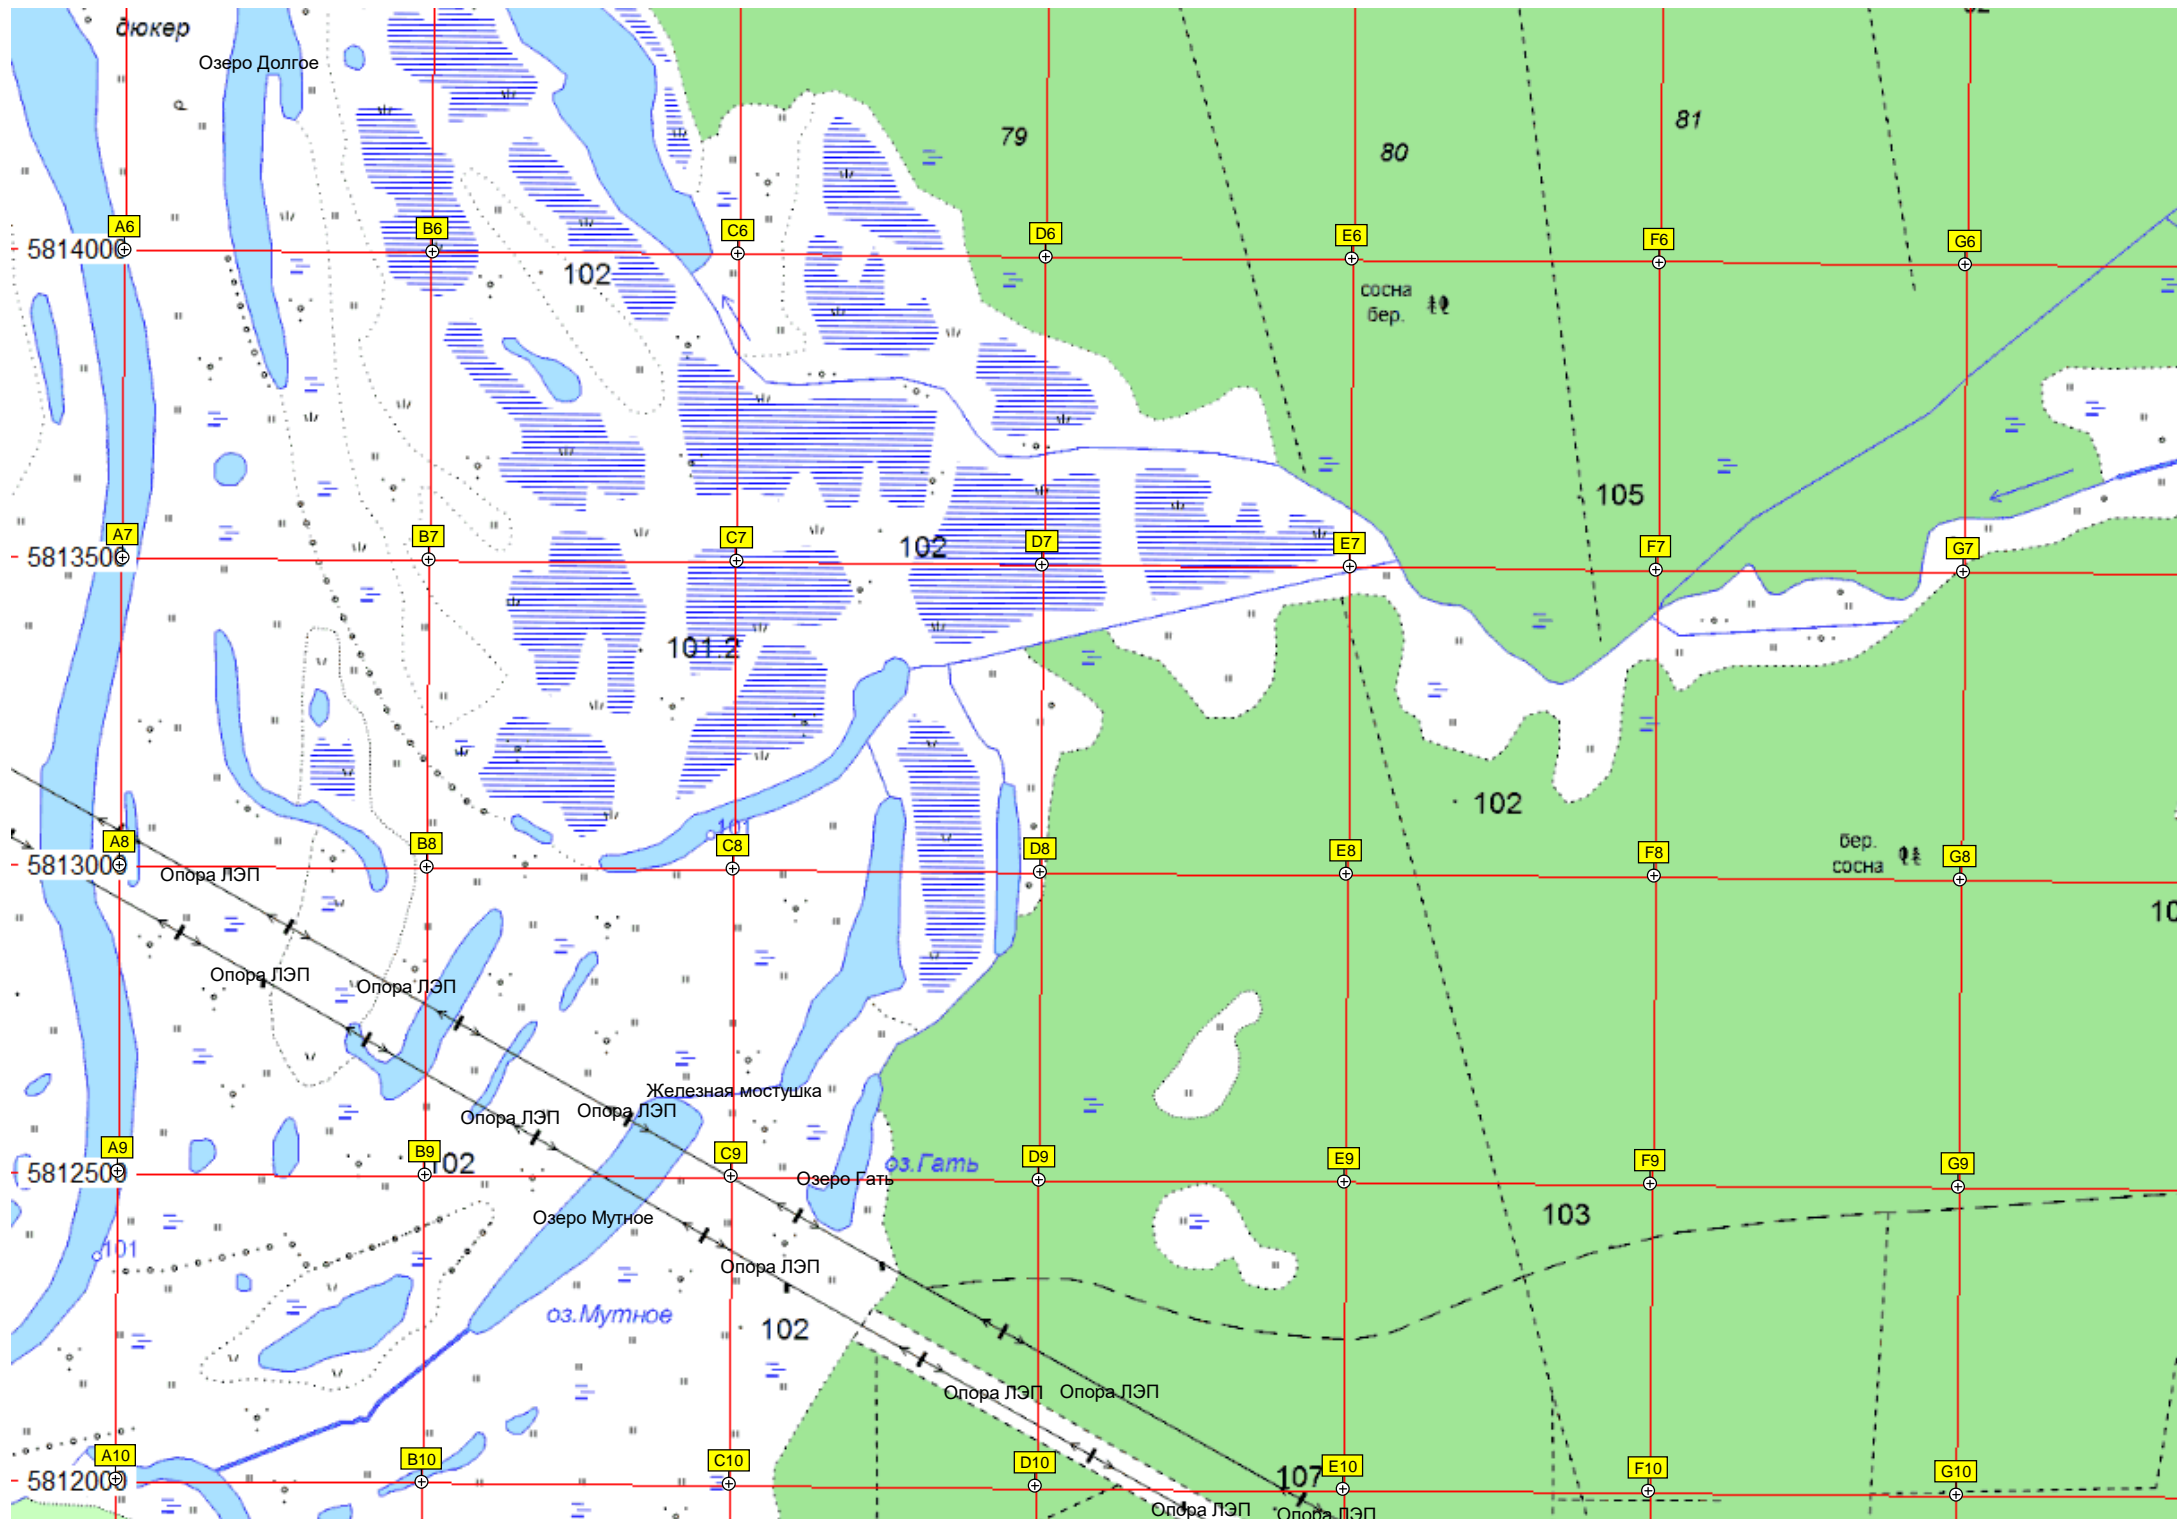 дюкер
Озеро Долгое
79
80
81
A6
B6
C6
D6
E6
F6
G6
5814000
102
сосна
бер.
105
A7
B7
C7
D7
E7
F7
G7
5813500
102
101.2
102
101
бер.
сосна
A8
B8
C8
D8
E8
F8
G8
5813000
Опора ЛЭП
Опора ЛЭП
Опора ЛЭП
Железная мостушка
Опора ЛЭП
Опора ЛЭП
A9
B9
C9
D9
E9
F9
G9
102
оз.Гать
5812500
Озеро Гать
Озеро Мутное
103
101
Опора ЛЭП
оз.Мутное
102
Опора ЛЭП
Опора ЛЭП
A10
B10
C10
D10
E10
F10
G10
5812000
107
Опора ЛЭП
Опора ЛЭП